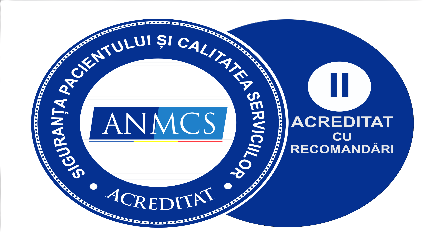 SIGURANȚA PACIENTULUI ȘI CALITATEA SERVICIILOR
ANMCS
• ACREDITAT •
II
ACREDITAT
CU
RECOMANDĂRI